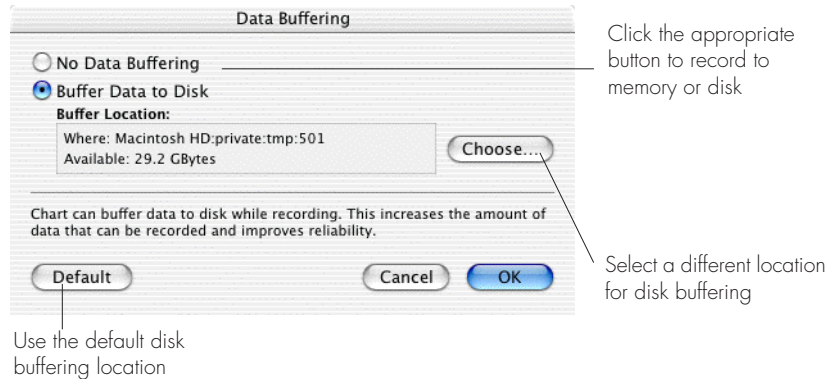 Data Buffering
No Data Buffering
Buffer Data to Disk
Buffer Location:
Where: Macintosh HD:private:tmp:501
Available: 29.2 GBytes
Choose...
Chart can buffer data to disk while recording. This increases the amount of
data that can be recorded and improves reliability.
Default
Cancel
OK
Click the appropriate
button to record to
memory or disk
Select a different location
for disk buffering
Use the default disk
buffering location